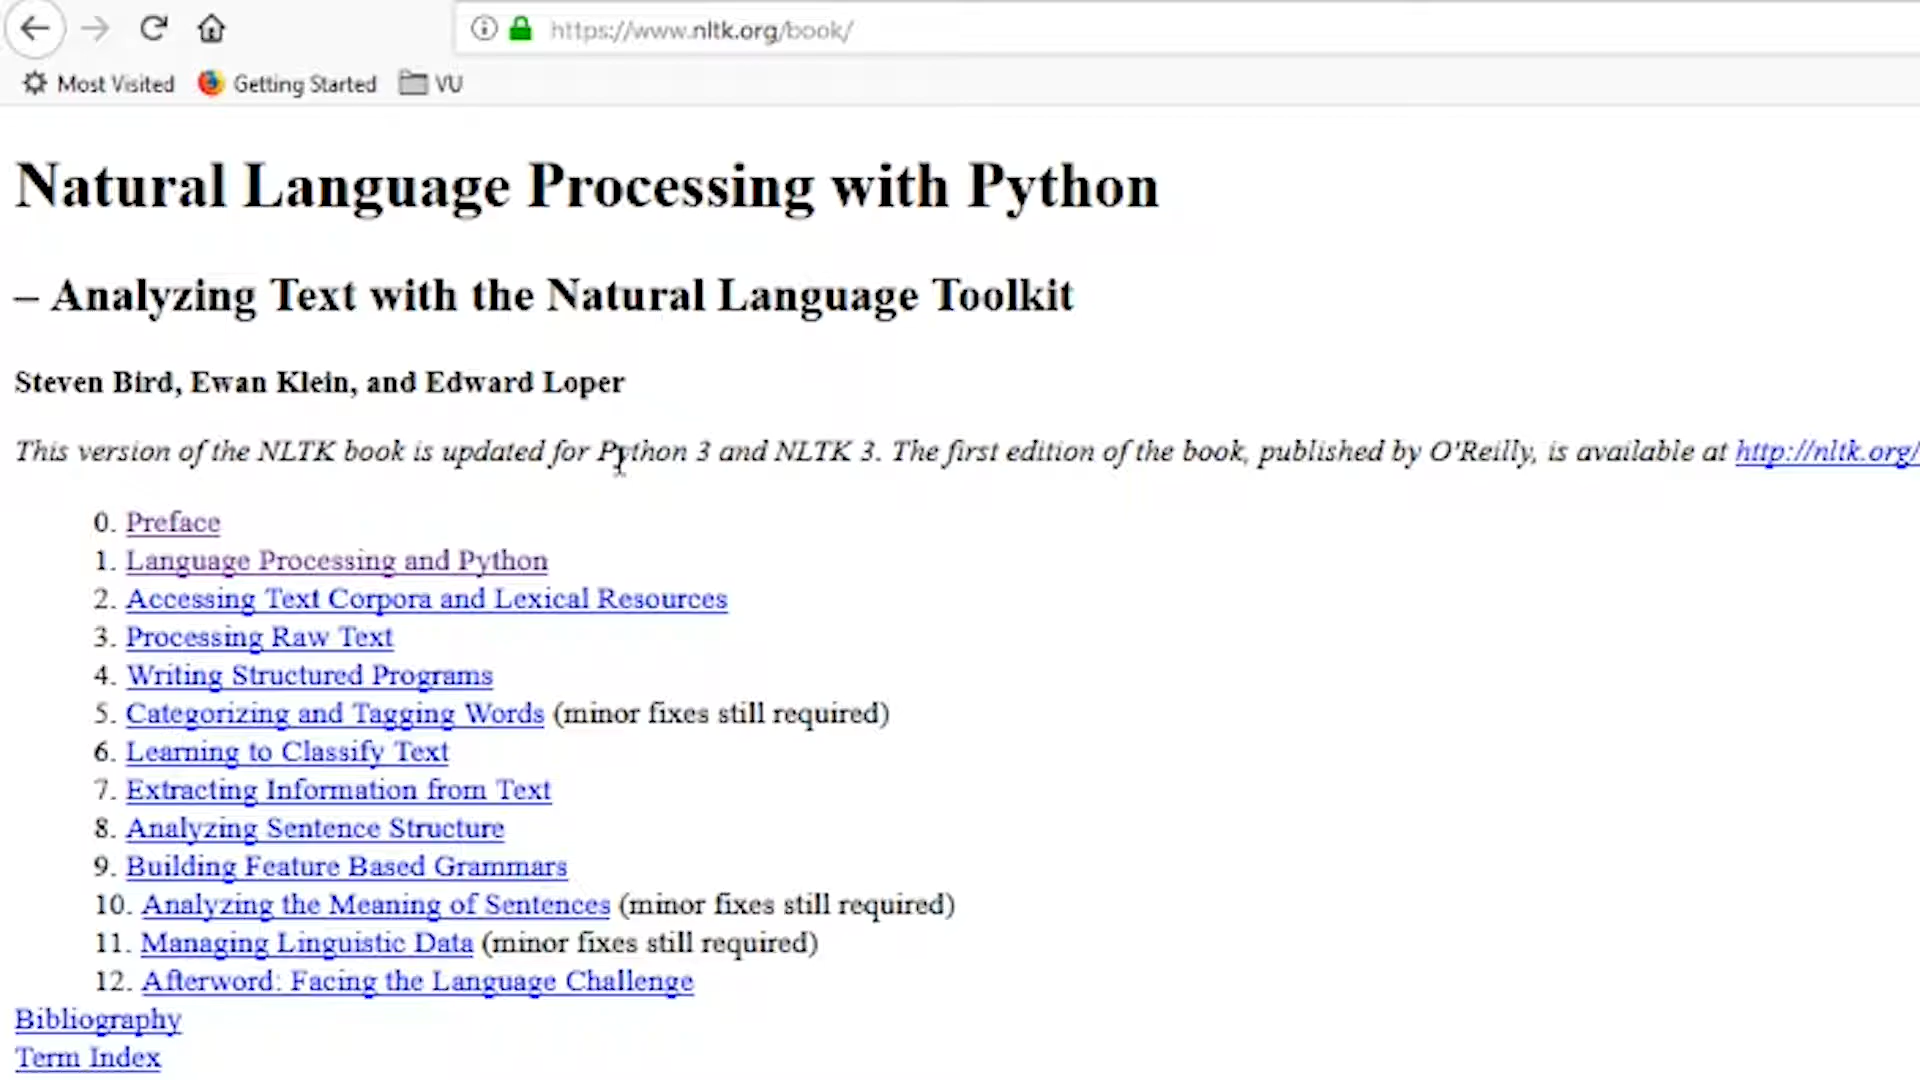 https://www.nltk.org/book/
Most Visited Getting Started VU
Natural Language Processing with Python
– Analyzing Text with the Natural Language Toolkit
Steven Bird, Ewan Klein, and Edward Loper
This version of the NLTK book is updated for Python 3 and NLTK 3. The first edition of the book, published by O'Reilly, is available at http://nltk.org/
0. Preface
1. Language Processing and Python
2. Accessing Text Corpora and Lexical Resources
3. Processing Raw Text
4. Writing Structured Programs
5. Categorizing and Tagging Words (minor fixes still required)
6. Learning to Classify Text
7. Extracting Information from Text
8. Analyzing Sentence Structure
9. Building Feature Based Grammars
10. Analyzing the Meaning of Sentences (minor fixes still required)
11. Managing Linguistic Data (minor fixes still required)
12. Afterword: Facing the Language Challenge
Bibliography
Term Index